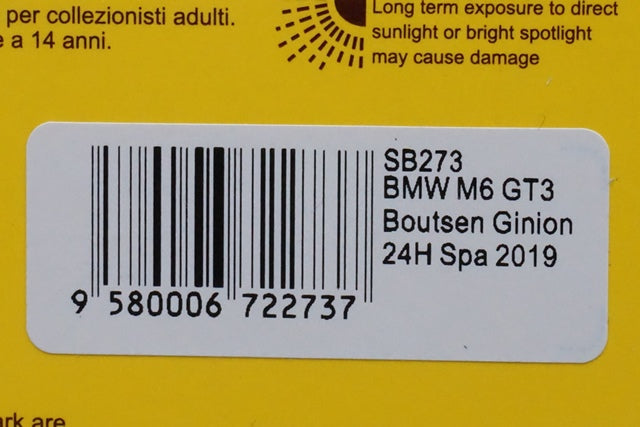 per collezionisti adulti.
e a 14 anni.
Long term exposure to direct
sunlight or bright spotlight
may cause damage
SB273
BMW M6 GT3
Boutsen Ginion
24H Spa 2019
9 580006 722737
ark are